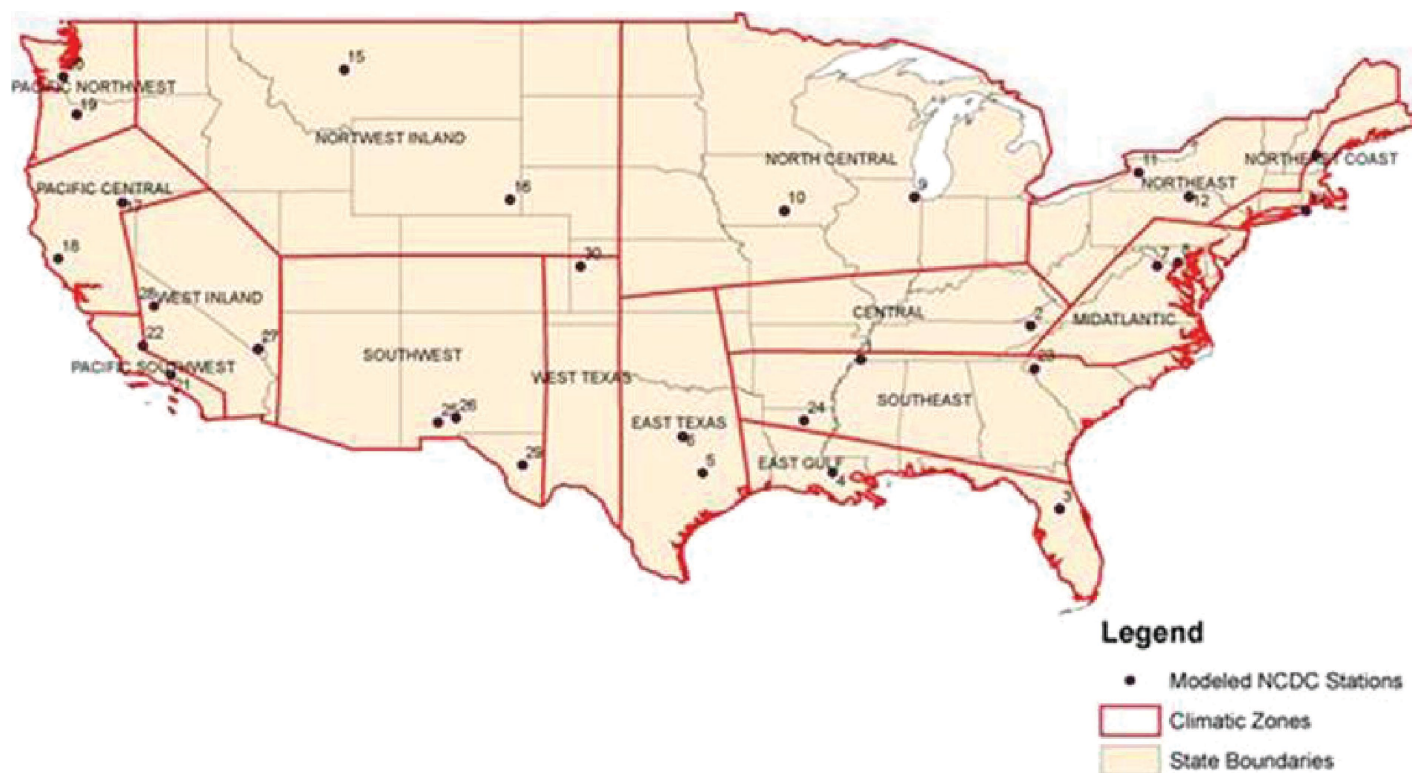 15
PACIFIC NORTHWEST
19
NORTWEST INLAND
NORTH CENTRAL
11
NORTHEAST COAST
PACIFIC CENTRAL
16
10
9
NORTHEAST
12
18
30
7
8
28
WEST INLAND
CENTRAL
2
MIDATLANTIC
22
27
SOUTHWEST
PACIFIC SOUTHWEST
WEST TEXAS
1
23
SOUTHEAST
25
26
24
EAST TEXAS
6
29
5
EAST GULF
4
3
Legend
Modeled NCDC Stations
Climatic Zones
State Boundaries